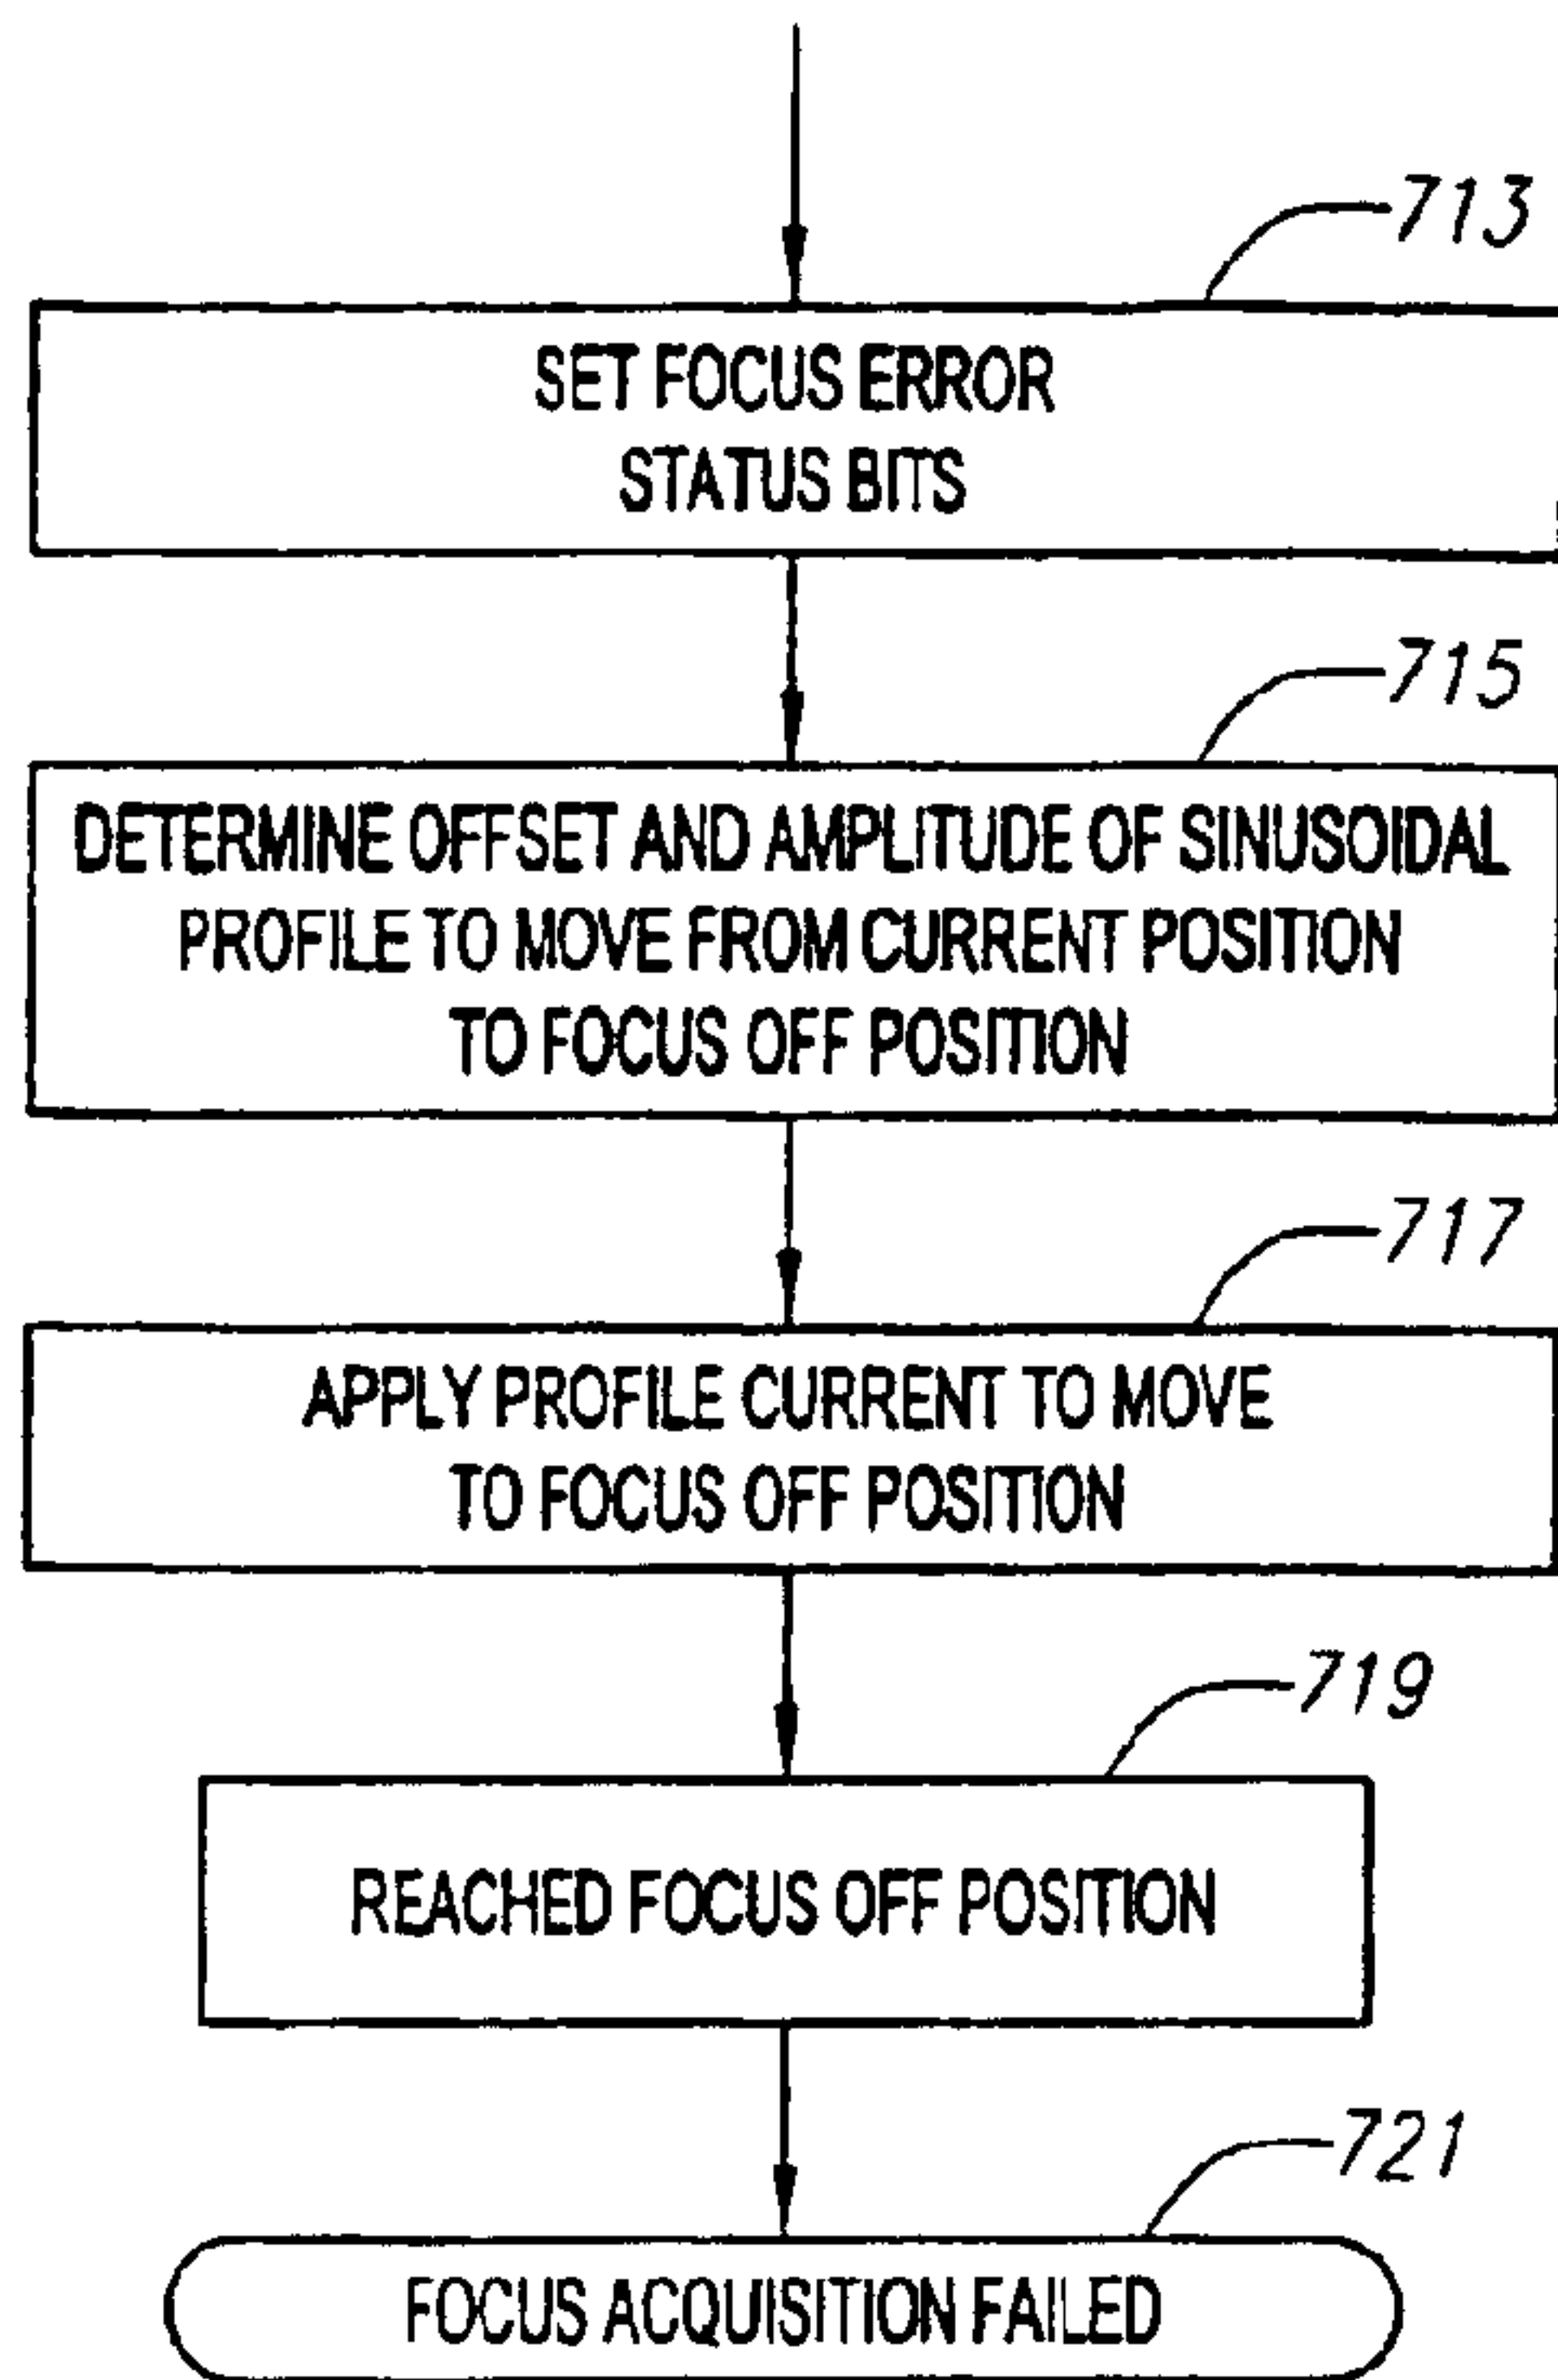 713
SET FOCUS ERROR
STATUS BITS
715
DETERMINE OFFSET AND AMPLITUDE OF SINUSOIDAL
PROFILE TO MOVE FROM CURRENT POSITION
TO FOCUS OFF POSITION
717
APPLY PROFILE CURRENT TO MOVE
TO FOCUS OFF POSITION
719
REACHED FOCUS OFF POSITION
721
FOCUS ACQUISITION FAILED